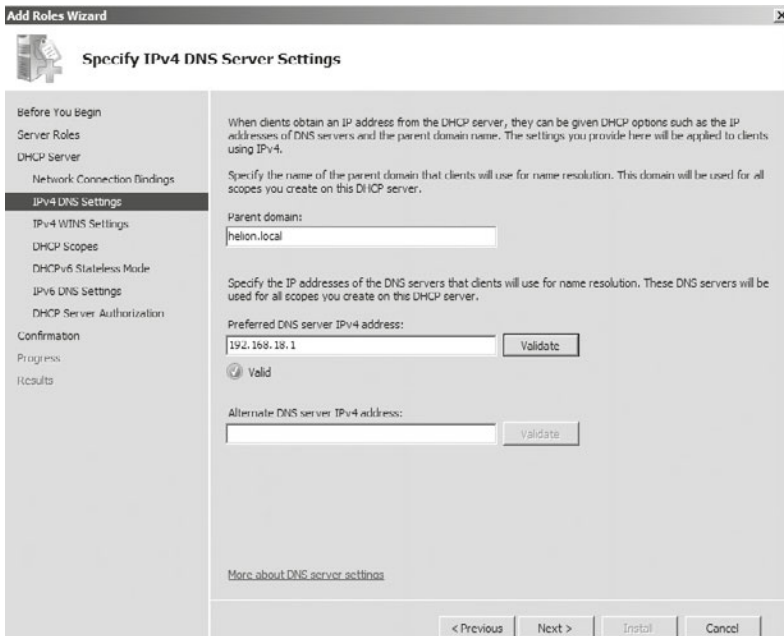 Add Roles Wizard
X
Specify IPv4 DNS Server Settings
Before You Begin
Server Roles
DHCP Server
Network Connection Bindings
IPv4 DNS Settings
IPv4 WINS Settings
DHCP Scopes
DHCPv6 Stateless Mode
IPv6 DNS Settings
DHCP Server Authorization
Confirmation
Progress
Results
When clients obtain an IP address from the DHCP server, they can be given DHCP options such as the IP
addresses of DNS servers and the parent domain name. The settings you provide here will be applied to clients
using IPv4.
Specify the name of the parent domain that clients will use for name resolution. This domain will be used for all
scopes you create on this DHCP server.
Parent domain:
helion.local
Specify the IP addresses of the DNS servers that clients will use for name resolution. These DNS servers will be
used for all scopes you create on this DHCP server.
Preferred DNS server IPv4 address:
192.168.18.1 Validate
Valid
Alternate DNS server IPv4 address:
Validate
More about DNS server settings
< Previous Next > Install Cancel